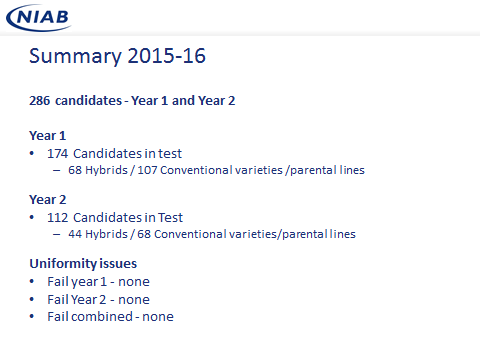 NIAB
Summary 2015-16
286 candidates - Year 1 and Year 2
Year 1
• 174 Candidates in test
– 68 Hybrids / 107 Conventional varieties /parental lines
Year 2
• 112 Candidates in Test
– 44 Hybrids / 68 Conventional varieties/parental lines
Uniformity issues
• Fail year 1 - none
• Fail Year 2 - none
• Fail combined - none